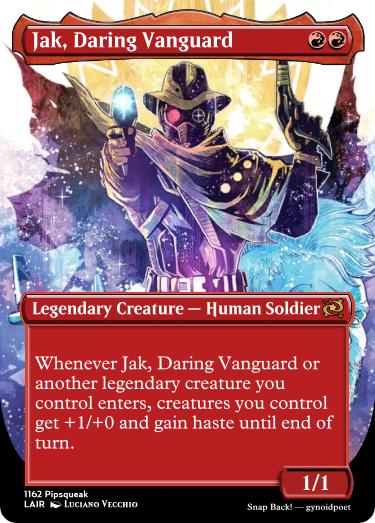 Jak, Daring Vanguard
Legendary Creature — Human Soldier
Whenever Jak, Daring Vanguard or
another legendary creature you
control enters, creatures you control
get +1/+0 and gain haste until end of
turn.
1/1
1162 Pipsqueak
LAIR Luciano Vecchio
Snap Back! — gynoidpoet